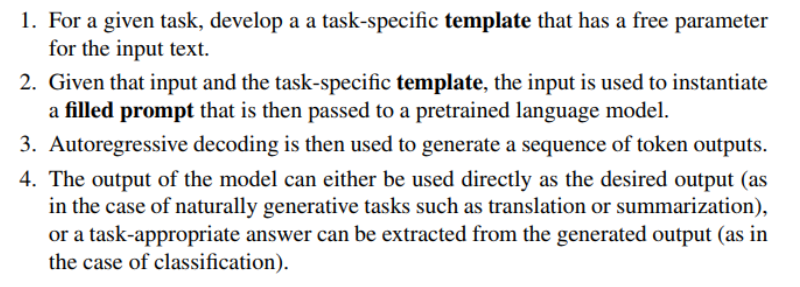 1. For a given task, develop a a task-specific template that has a free parameter
for the input text.
2. Given that input and the task-specific template, the input is used to instantiate
a filled prompt that is then passed to a pretrained language model.
3. Autoregressive decoding is then used to generate a sequence of token outputs.
4. The output of the model can either be used directly as the desired output (as
in the case of naturally generative tasks such as translation or summarization),
or a task-appropriate answer can be extracted from the generated output (as in
the case of classification).